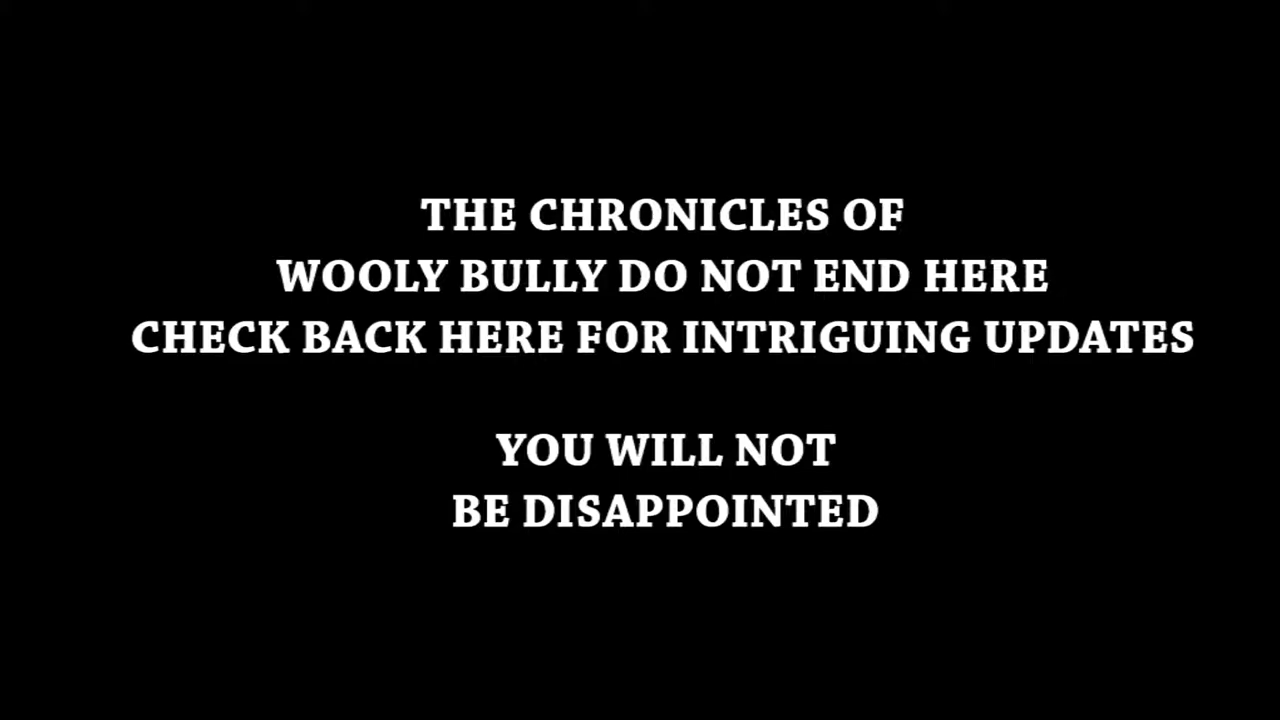 THE CHRONICLES OF
WOOLY BULLY DO NOT END HERE
CHECK BACK HERE FOR INTRIGUING UPDATES
YOU WILL NOT
BE DISAPPOINTED